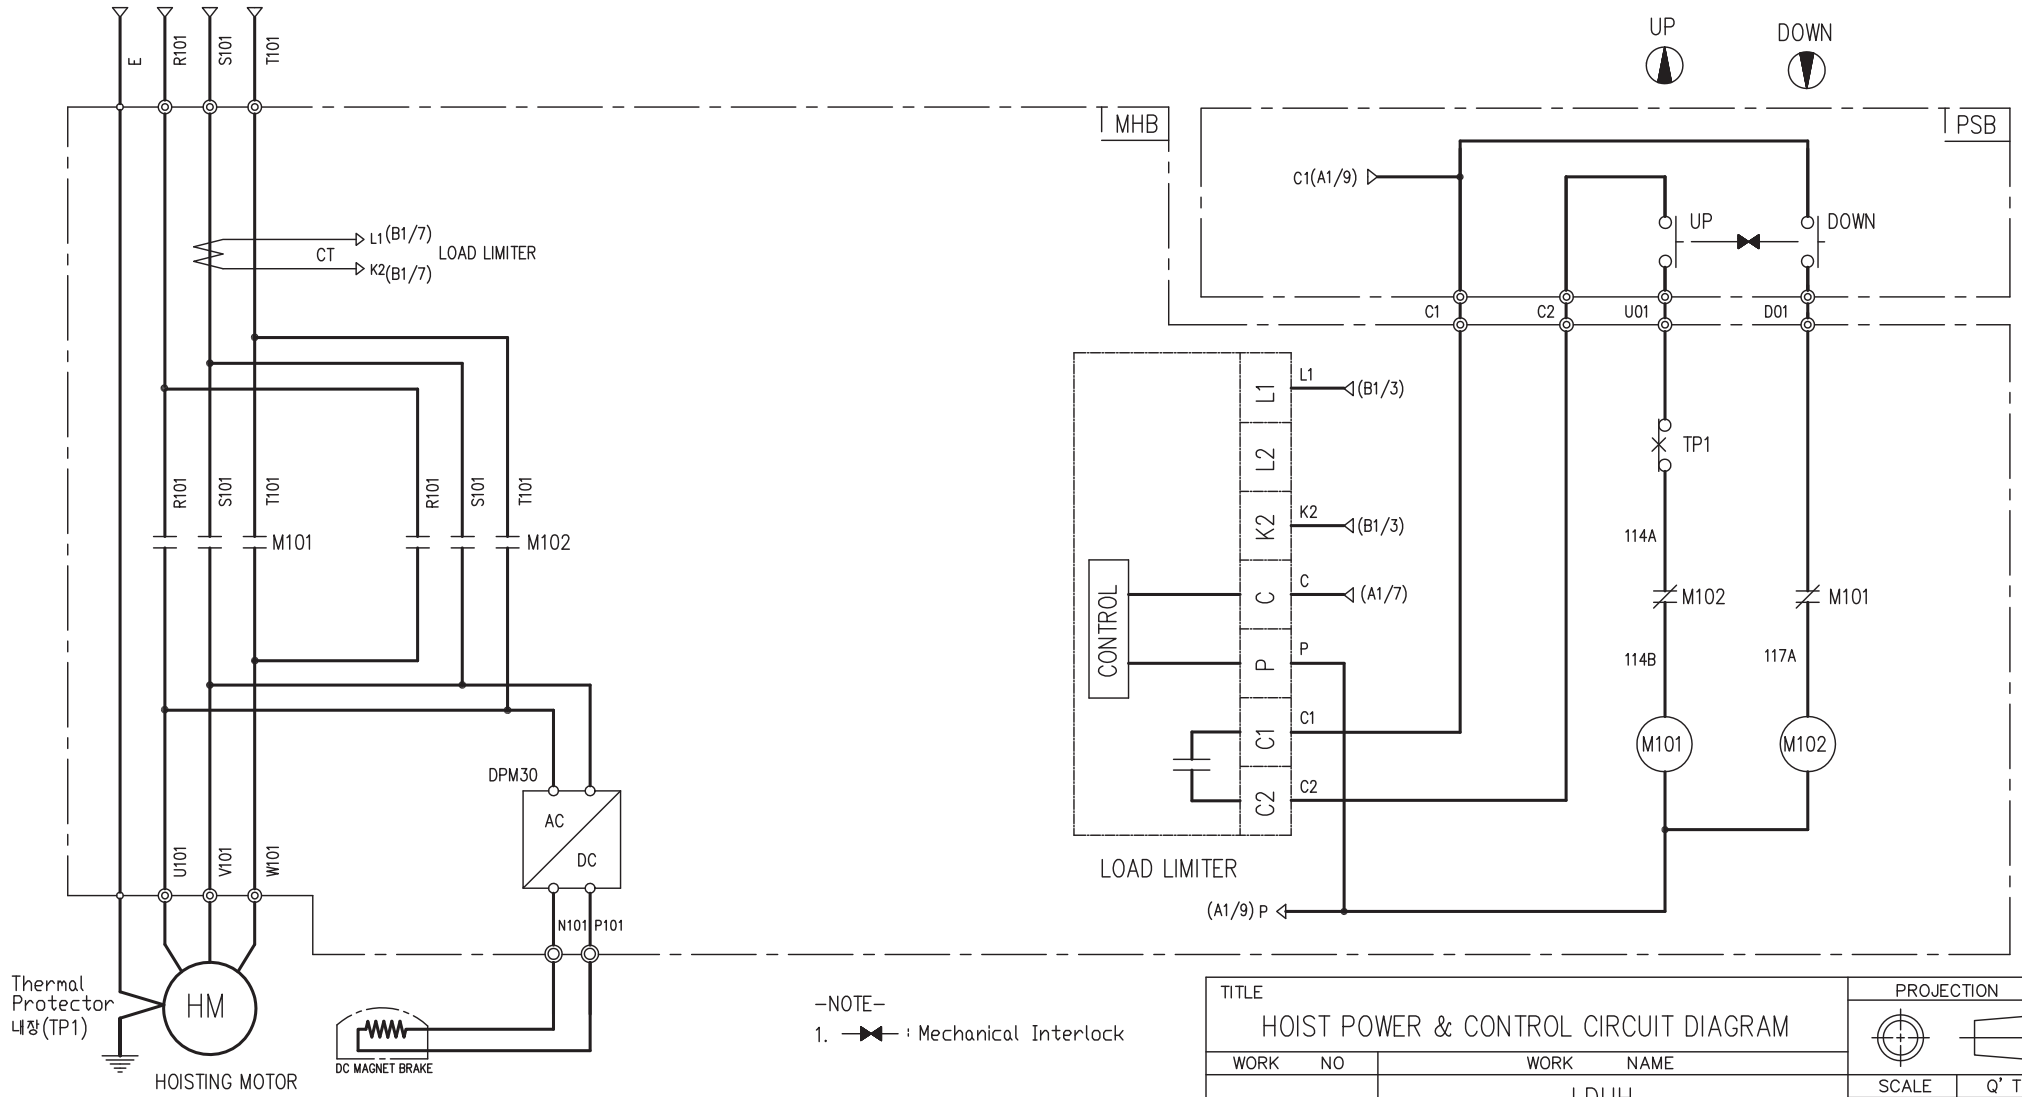 UP
DOWN
E
R101
S101
T101
MHB
PSB
C1(A1/9)
UP
DOWN
L1(B1/7)
CT
LOAD LIMITER
K2(B1/7)
C1
C2
U01
D01
L1
L1
(B1/3)
TP1
L2
R101
S101
T101
R101
S101
T101
K2
K2
(B1/3)
M101
M102
114A
CONTROL
C
C
(A1/7)
M102
M101
P
P
114B
117A
C1
C1
M101
M102
DPM30
C2
C2
AC
DC
U101
V101
W101
LOAD LIMITER
(A1/9) P
N101
P101
Thermal
Protector
내장(TP1)
HM
HOISTING MOTOR
DC MAGNET BRAKE
-NOTE-
1. : Mechanical Interlock
TITLE
HOIST POWER & CONTROL CIRCUIT DIAGRAM
PROJECTION
WORK NO
WORK NAME
SCALE
Q' T